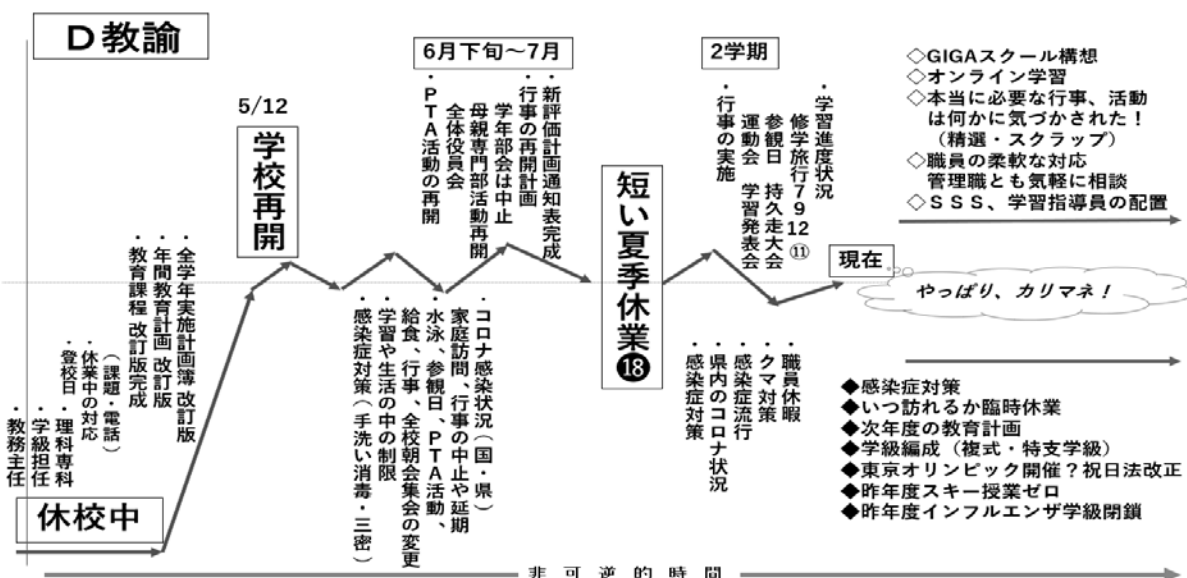 D教諭
・教務主任
・学級担任
・理科専科
・登校日
・休業中の対応
(課題・電話)
・教育課程 改訂版完成
・年間教育計画 改訂版
・全学年実施計画簿 改訂版
休校中
5/12
学校再開
・感染症対策(手洗い消毒・三密)
・学習や生活の中の制限
給食、行事、全校朝会集会の変更
・水泳、参観日、PTA活動、
家庭訪問、行事の中止や延期
・コロナ感染状況(国・県)
6月下旬～7月
・PTA活動の再開
全体役員会
母親専門部活動再開
学年部会は中止
・行事の再開計画
・新評価計画通知表完成
短い夏季休業⓲
2学期
・行事の実施
運動会 学習発表会
参観日 持久走大会
修学旅行7 9 12 ⑪
・学習進度状況
・感染症対策
・県内のコロナ状況
・感染症流行
・クマ対策
・職員休暇
現在
◇GIGAスクール構想
◇オンライン学習
◇本当に必要な行事、活動
は何かに気づかされた！
(精選・スクラップ)
◇職員の柔軟な対応
管理職とも気軽に相談
◇SSS、学習指導員の配置
やっぱり、カリマネ！
◆感染症対策
◆いつ訪れるか臨時休業
◆次年度の教育計画
◆学級編成（複式・特支学級）
◆東京オリンピック開催？祝日法改正
◆昨年度スキー授業ゼロ
◆昨年度インフルエンザ学級閉鎖
非可逆的時間